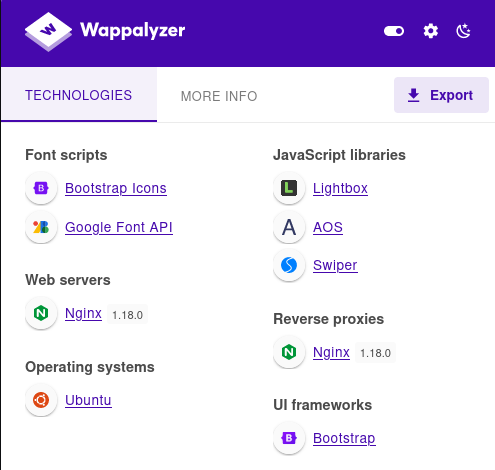 Wappalyzer
TECHNOLOGIES
MORE INFO
Export
Font scripts
Bootstrap Icons
Google Font API
Web servers
Nginx 1.18.0
Operating systems
Ubuntu
JavaScript libraries
Lightbox
AOS
Swiper
Reverse proxies
Nginx 1.18.0
UI frameworks
Bootstrap